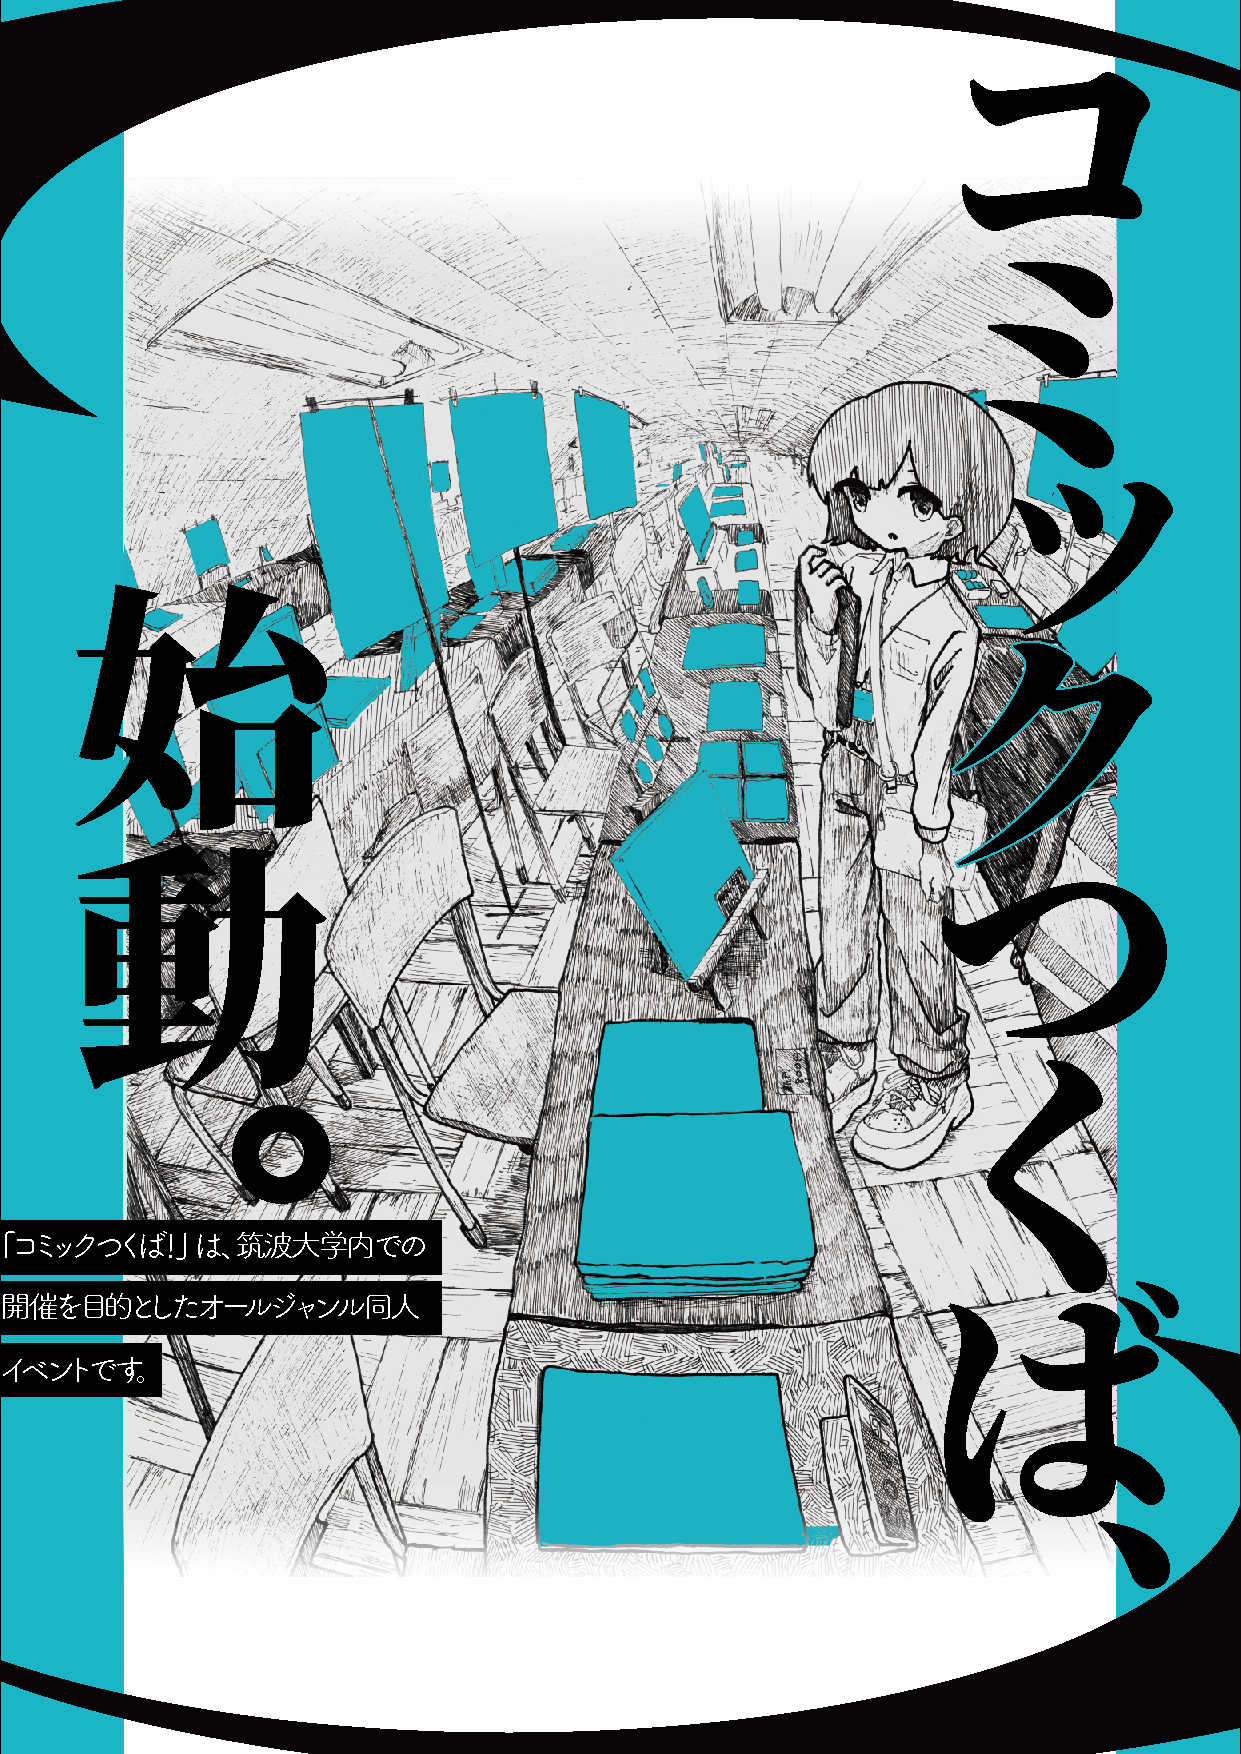 コミックつくば、
始動。
「コミックつくば!」は、筑波大学内での
開催を目的としたオールジャンル同人
イベントです。